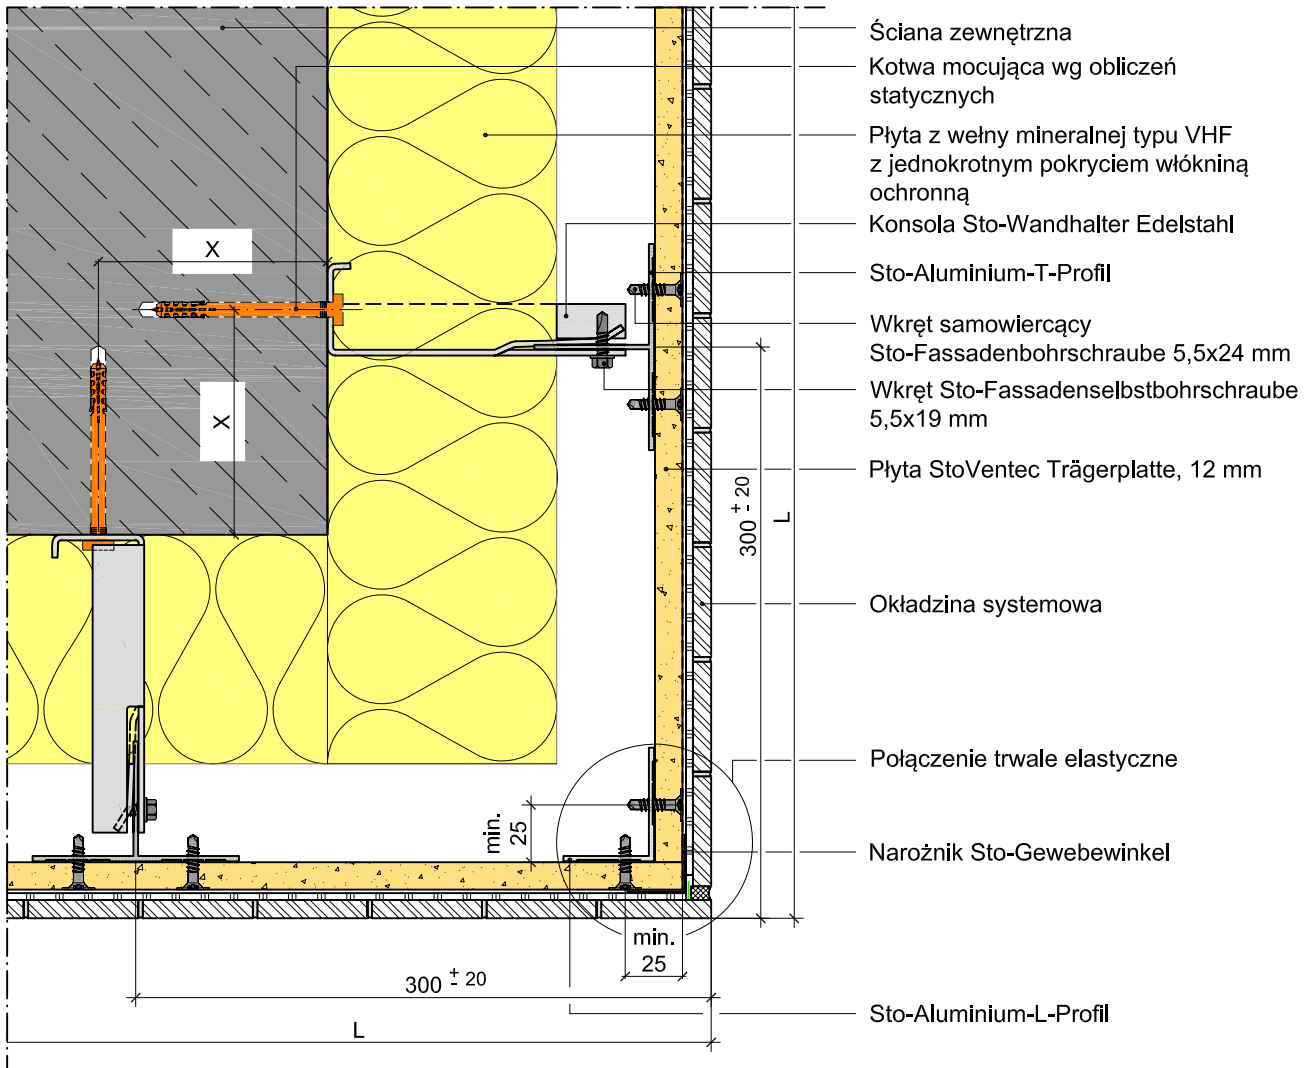 Ściana zewnętrzna
Kotwa mocująca wg obliczeń
statycznych
Płyta z wełny mineralnej typu VHF
z jednokrotnym pokryciem włókniną
ochronną
Konsola Sto-Wandhalter Edelstahl
Sto-Aluminium-T-Profil
Wkręt samowiercący
Sto-Fassadenbohrschraube 5,5x24 mm
Wkręt Sto-Fassadenselbstbohrschraube
5,5x19 mm
Płyta StoVentec Trägerplatte, 12 mm
Okładzina systemowa
Połączenie trwale elastyczne
Narożnik Sto-Gewebewinkel
Sto-Aluminium-L-Profil
X
X
300 +- 20
L
min.
25
min.
25
300 +- 20
L